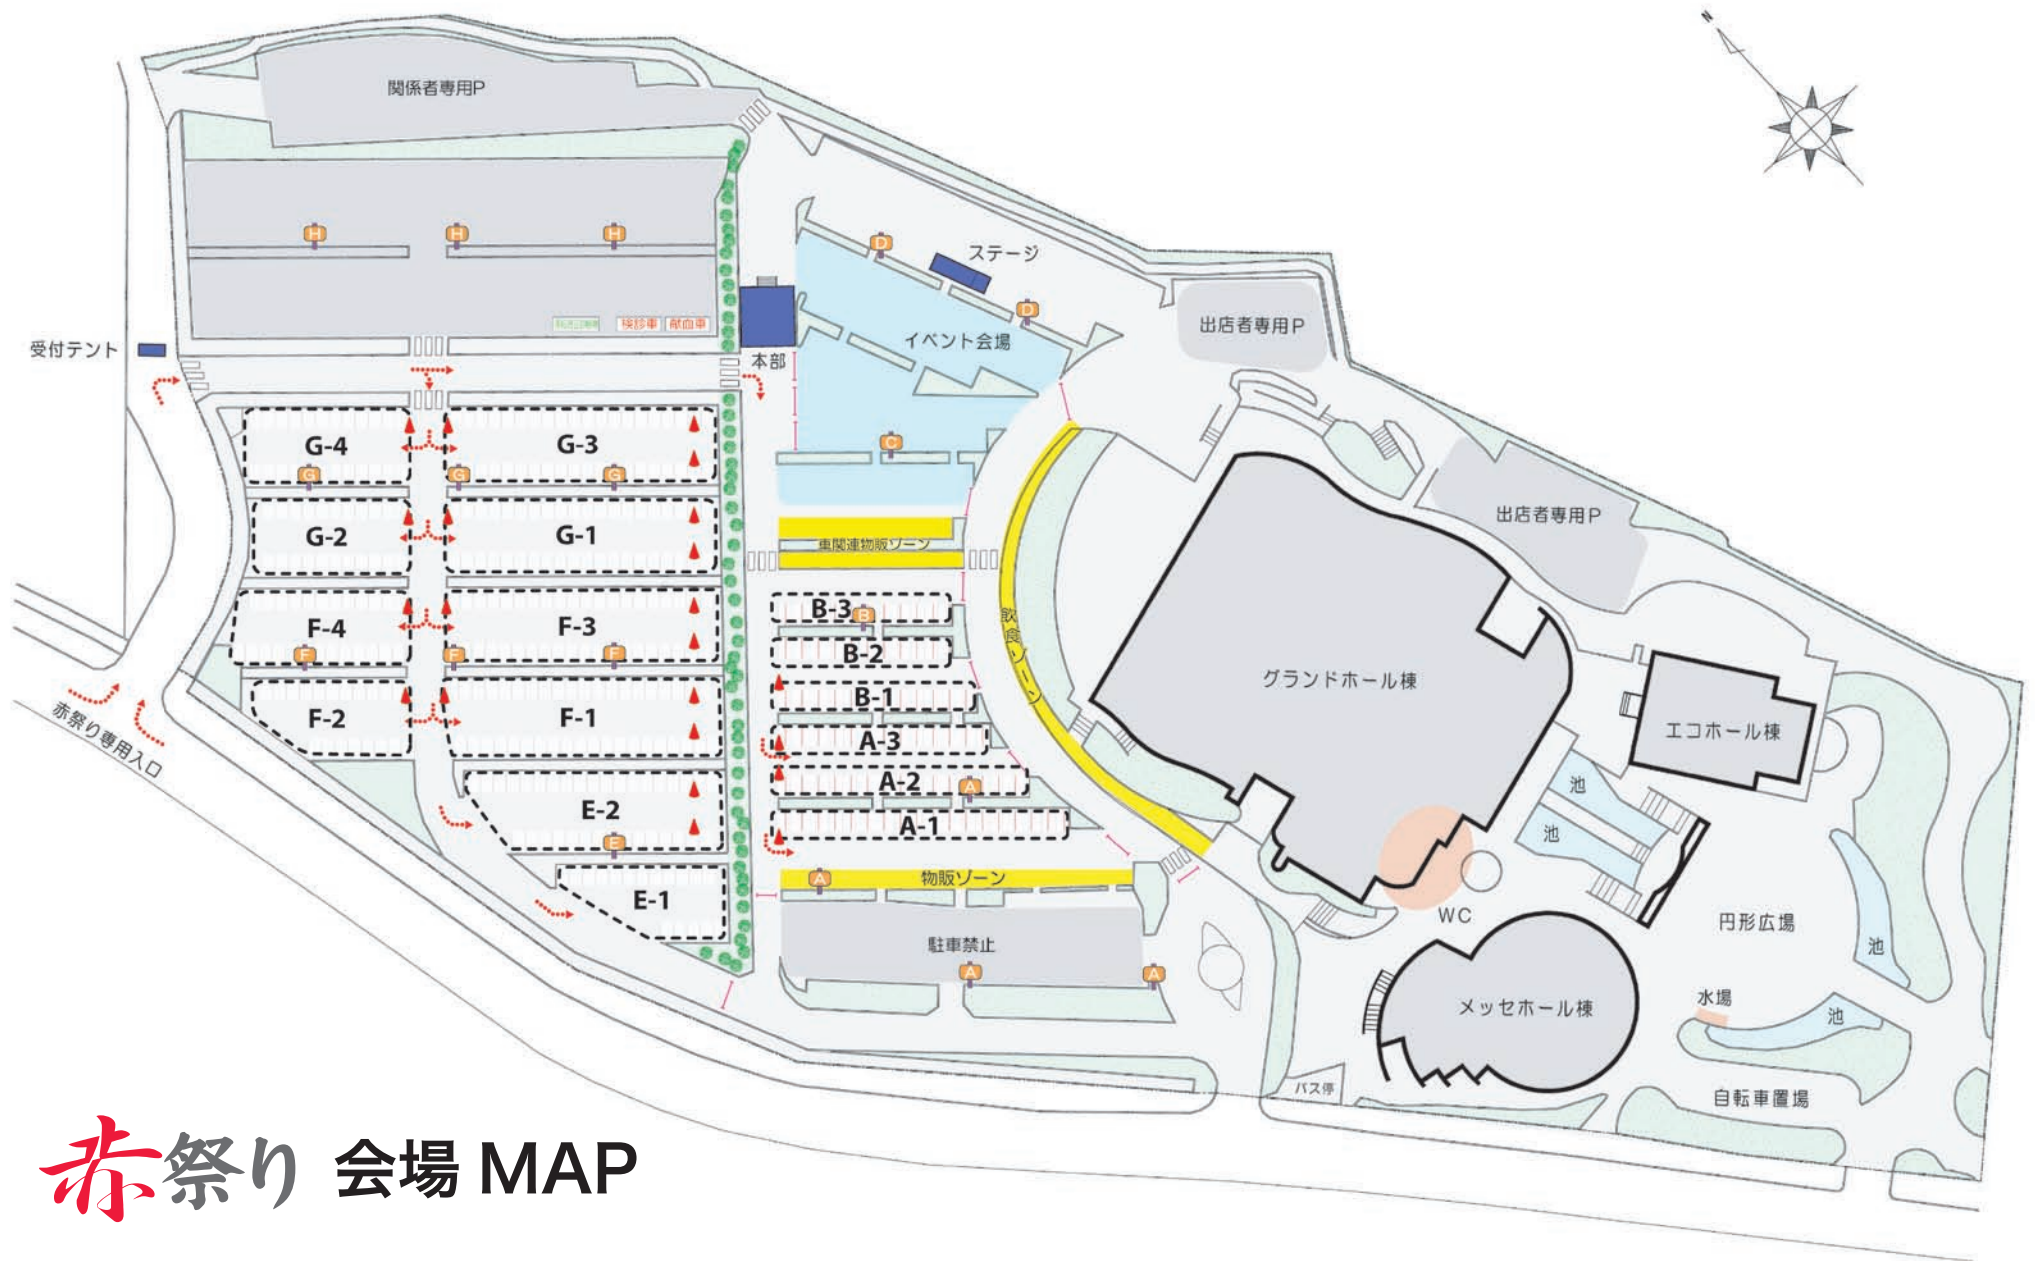 N
関係者専用P
H
H
H
D
ステージ
D
出店者専用P
検診車
献血車
受付テント
本部
イベント会場
C
G-4
G-3
G
G
G
出店者専用P
G-2
G-1
車関連物販ゾーン
B-3
B
F-4
F-3
F
F
F
B-2
飲食ゾーン
グランドホール棟
B-1
エコホール棟
赤祭り専用入口
F-2
F-1
A-3
A-2
A
池
E-2
E
A-1
池
物販ゾーン
A
E-1
WC
円形広場
駐車禁止
A
A
池
メッセホール棟
水場
池
バス停
自転車置場
赤祭り 会場 MAP